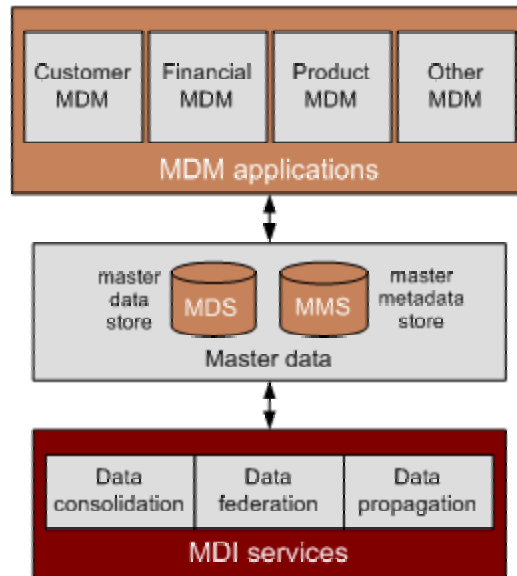 Customer
MDM
Financial
MDM
Product
MDM
Other
MDM
MDM applications
master
data
store
MDS
MMS
master
metadata
store
Master data
Data
consolidation
Data
federation
Data
propagation
MDI services